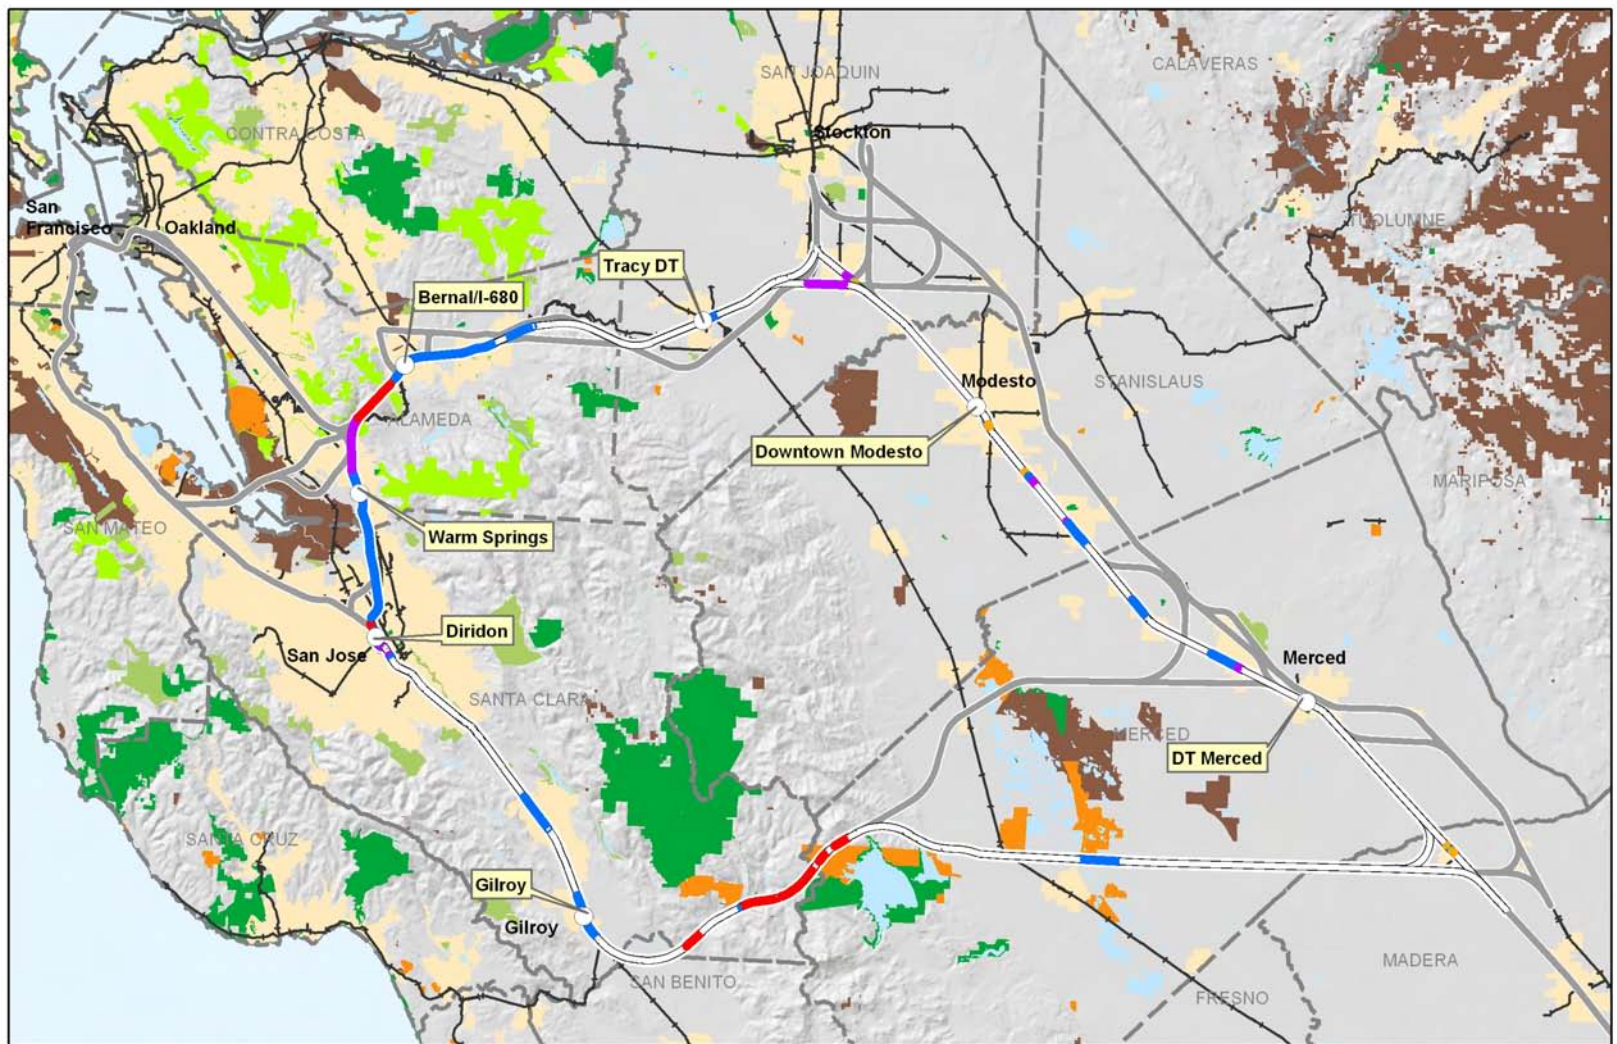 CALAVERAS
SAN JOAQUIN
CONTRA COSTA
Stockton
San
Francisco
Oakland
TUOLUMNE
Tracy DT
Bernal/I-680
Modesto
STANISLAUS
ALAMEDA
Downtown Modesto
MARIPOSA
SAN MATEO
Warm Springs
Diridon
San Jose
Merced
SANTA CLARA
MERCED
DT Merced
SANTA CRUZ
Gilroy
Gilroy
MADERA
SAN BENITO
FRESNO